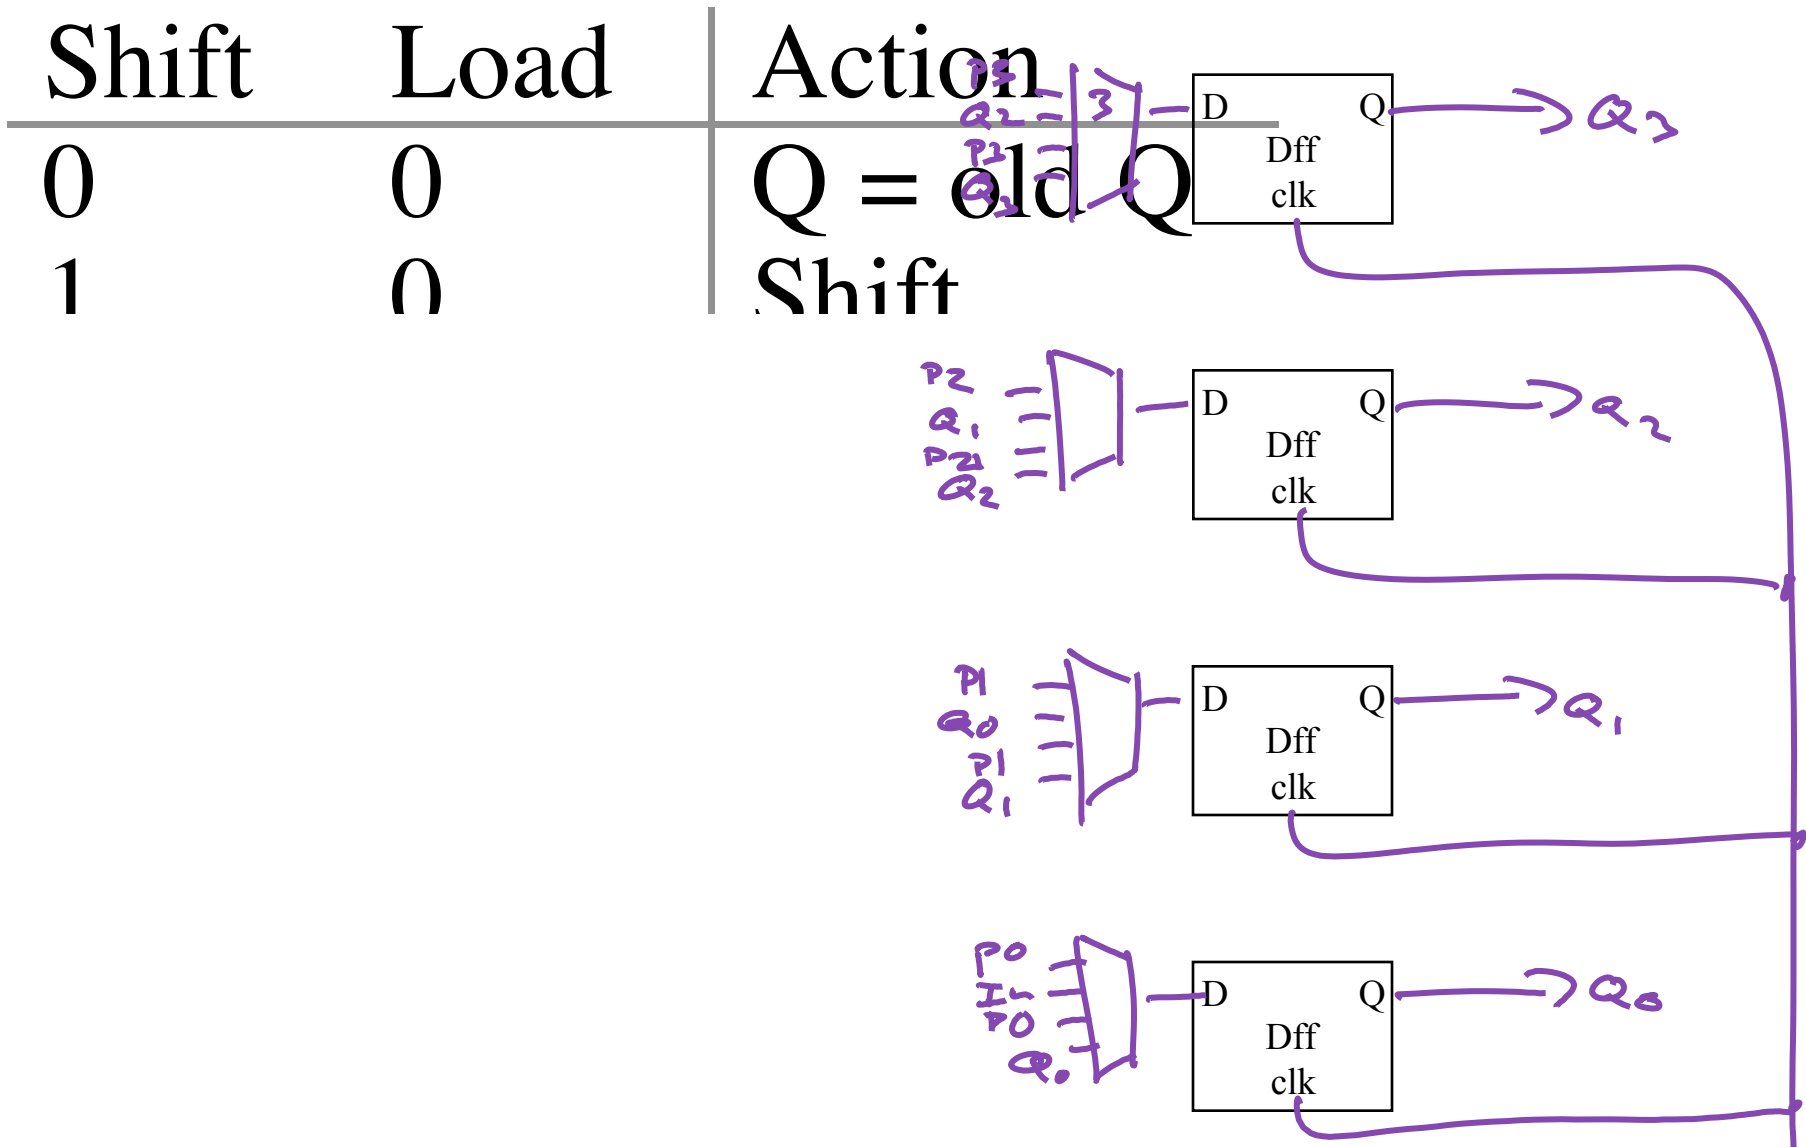 Shift Load Action
0 0 Q = old Q
1 0 Shift
P3
Q2
P3
Q3
3
D Q
Dff
clk
Q3
P2
Q1
P2
Q2
D Q
Dff
clk
Q2
P1
Q0
P1
Q1
D Q
Dff
clk
Q1
P0
In
P0
Q0
D Q
Dff
clk
Q0